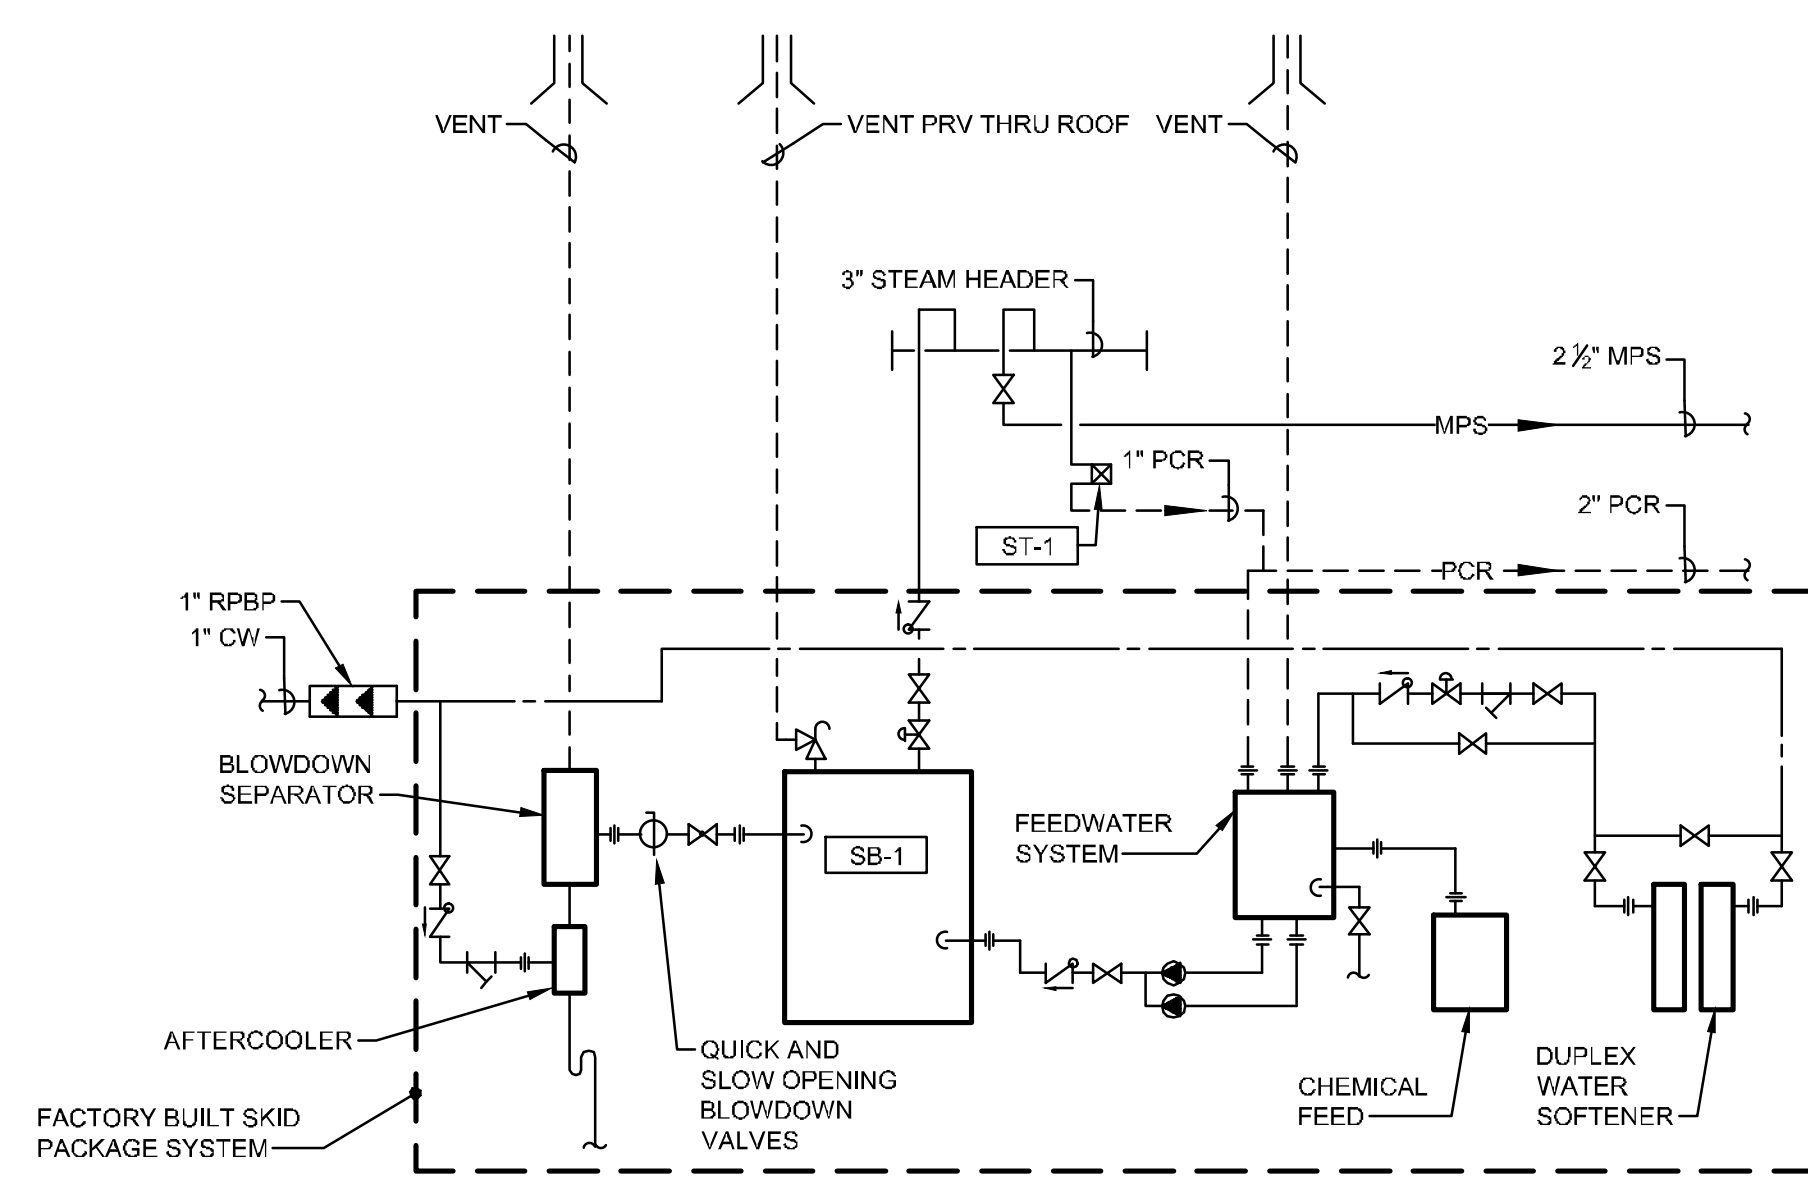 VENT
VENT PRV THRU ROOF
VENT
3" STEAM HEADER
2 ½" MPS
MPS
1" PCR
2" PCR
ST-1
PCR
1" RPBP
1" CW
BLOWDOWN
SEPARATOR
FEEDWATER
SYSTEM
SB-1
AFTERCOOLER
QUICK AND
SLOW OPENING
BLOWDOWN
VALVES
CHEMICAL
FEED
DUPLEX
WATER
SOFTENER
FACTORY BUILT SKID
PACKAGE SYSTEM